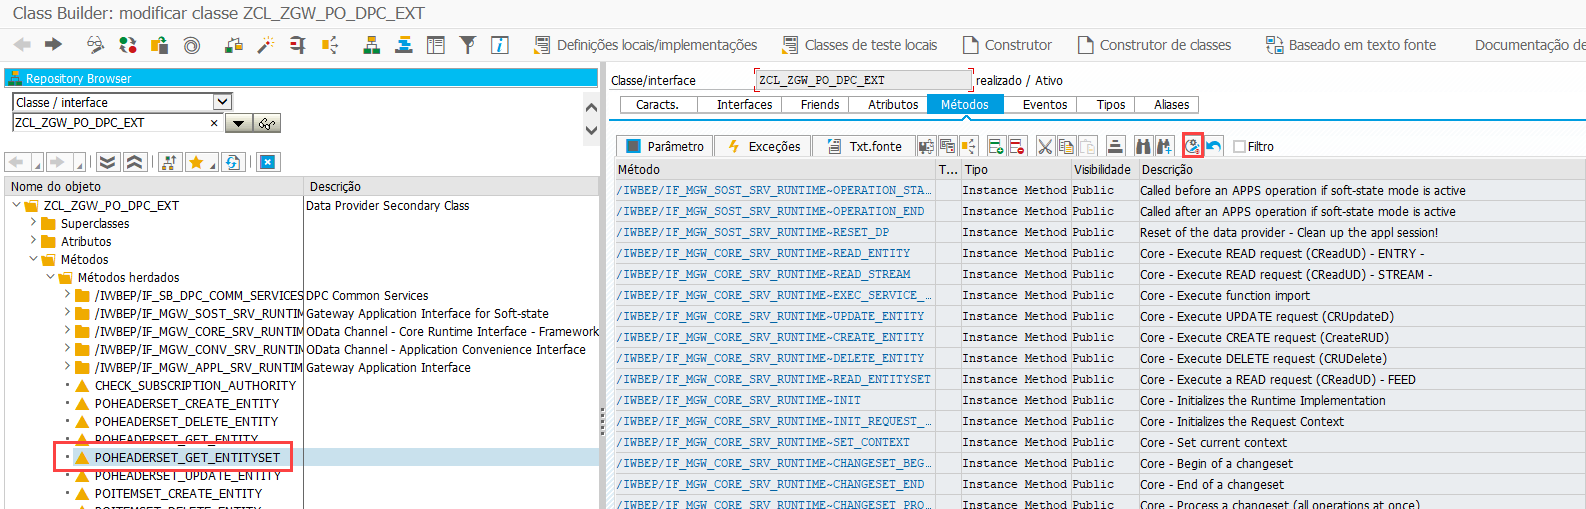 Class Builder: modificar classe ZCL_ZGW_PO_DPC_EXT
Definições locais/implementações Classes de teste locais Construtor Construtor de classes Baseado em texto fonte Documentação de
Repository Browser
Classe / interface
ZCL_ZGW_PO_DPC_EXT
Nome do objeto Descrição
ZCL_ZGW_PO_DPC_EXT Data Provider Secondary Class
Superclasses
Atributos
Métodos
Métodos herdados
/IWBEP/IF_SB_DPC_COMM_SERVICES DPC Common Services
/IWBEP/IF_MGW_SOST_SRV_RUNTIM Gateway Application Interface for Soft-state
/IWBEP/IF_MGW_CORE_SRV_RUNTIM OData Channel - Core Runtime Interface - Framework
/IWBEP/IF_MGW_CONV_SRV_RUNTIM OData Channel - Application Convenience Interface
/IWBEP/IF_MGW_APPL_SRV_RUNTIM Gateway Application Interface
CHECK_SUBSCRIPTION_AUTHORITY
POHEADERSET_CREATE_ENTITY
POHEADERSET_DELETE_ENTITY
POHEADERSET_GET_ENTITY
POHEADERSET_GET_ENTITYSET
POHEADERSET_UPDATE_ENTITY
POITEMSET_CREATE_ENTITY
POITEMSET_DELETE_ENTITY
Classe/interface ZCL_ZGW_PO_DPC_EXT realizado / Ativo
Caracts. Interfaces Friends Atributos Métodos Eventos Tipos Aliases
Parâmetro Exceções Txt.fonte Filtro
Método T... Tipo Visibilidade Descrição
/IWBEP/IF_MGW_SOST_SRV_RUNTIME~OPERATION_STA... Instance Method Public Called before an APPS operation if soft-state mode is active
/IWBEP/IF_MGW_SOST_SRV_RUNTIME~OPERATION_END Instance Method Public Called after an APPS operation if soft-state mode is active
/IWBEP/IF_MGW_SOST_SRV_RUNTIME~RESET_DP Instance Method Public Reset of the data provider - Clean up the appl session!
/IWBEP/IF_MGW_CORE_SRV_RUNTIME~READ_ENTITY Instance Method Public Core - Execute READ request (CReadUD) - ENTRY -
/IWBEP/IF_MGW_CORE_SRV_RUNTIME~READ_STREAM Instance Method Public Core - Execute READ request (CReadUD) - STREAM -
/IWBEP/IF_MGW_CORE_SRV_RUNTIME~EXEC_SERVICE_... Instance Method Public Core - Execute function import
/IWBEP/IF_MGW_CORE_SRV_RUNTIME~UPDATE_ENTITY Instance Method Public Core - Execute UPDATE request (CRUpdateD)
/IWBEP/IF_MGW_CORE_SRV_RUNTIME~CREATE_ENTITY Instance Method Public Core - Execute CREATE request (CreateRUD)
/IWBEP/IF_MGW_CORE_SRV_RUNTIME~DELETE_ENTITY Instance Method Public Core - Execute DELETE request (CRUDelete)
/IWBEP/IF_MGW_CORE_SRV_RUNTIME~READ_ENTITYSET Instance Method Public Core - Execute a READ request (CReadUD) - FEED
/IWBEP/IF_MGW_CORE_SRV_RUNTIME~INIT Instance Method Public Core - Initializes the Runtime Implementation
/IWBEP/IF_MGW_CORE_SRV_RUNTIME~INIT_REQUEST_... Instance Method Public Core - Initializes the Request Context
/IWBEP/IF_MGW_CORE_SRV_RUNTIME~SET_CONTEXT Instance Method Public Core - Set current context
/IWBEP/IF_MGW_CORE_SRV_RUNTIME~CHANGESET_BEG... Instance Method Public Core - Begin of a changeset
/IWBEP/IF_MGW_CORE_SRV_RUNTIME~CHANGESET_END Instance Method Public Core - End of a changeset
/IWBEP/IF_MGW_CORE_SRV_RUNTIME~CHANGESET_PRO... Instance Method Public Core - Process a changeset (all operations at once)